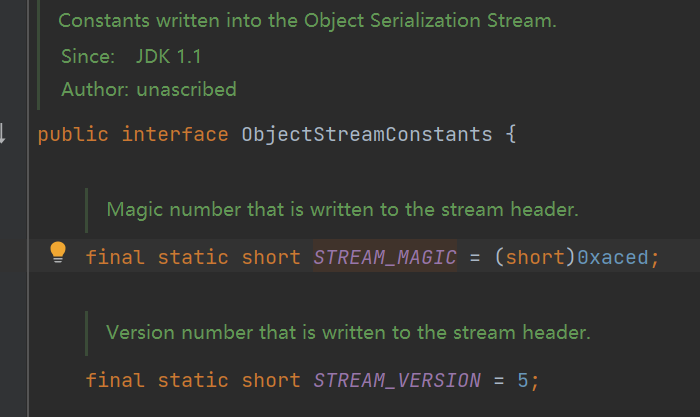 Constants written into the Object Serialization Stream.
Since: JDK 1.1
Author: unascribed
public interface ObjectStreamConstants {
Magic number that is written to the stream header.
final static short STREAM_MAGIC = (short)0xaced;
Version number that is written to the stream header.
final static short STREAM_VERSION = 5;